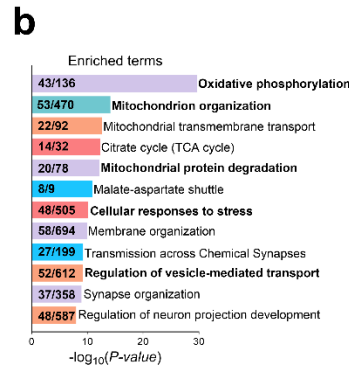 b
Enriched terms
43/136 Oxidative phosphorylation
53/470 Mitochondrion organization
22/92 Mitochondrial transmembrane transport
14/32 Citrate cycle (TCA cycle)
20/78 Mitochondrial protein degradation
8/9 Malate-aspartate shuttle
48/505 Cellular responses to stress
58/694 Membrane organization
27/199 Transmission across Chemical Synapses
52/612 Regulation of vesicle-mediated transport
37/358 Synapse organization
48/587 Regulation of neuron projection development
0 10 20 30
-log10(P-value)